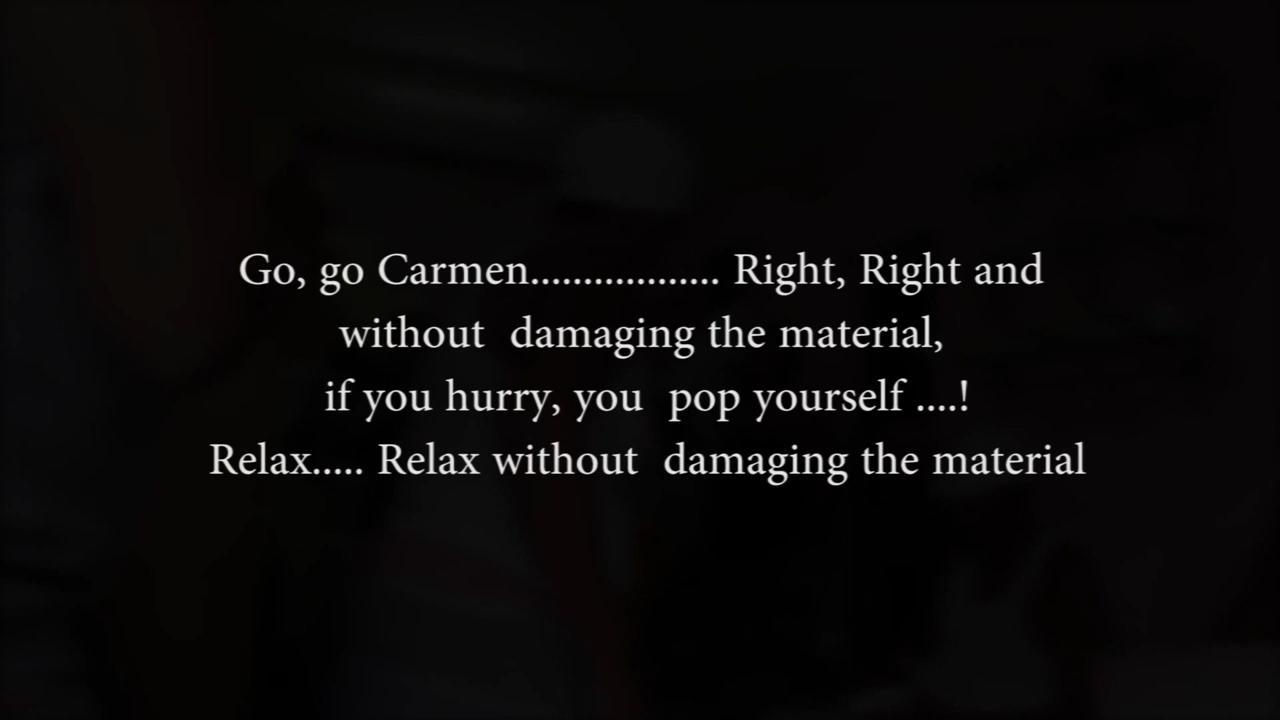 Go, go Carmen.................. Right, Right and
without  damaging the material,
if you hurry, you  pop yourself ....!
Relax..... Relax without  damaging the material